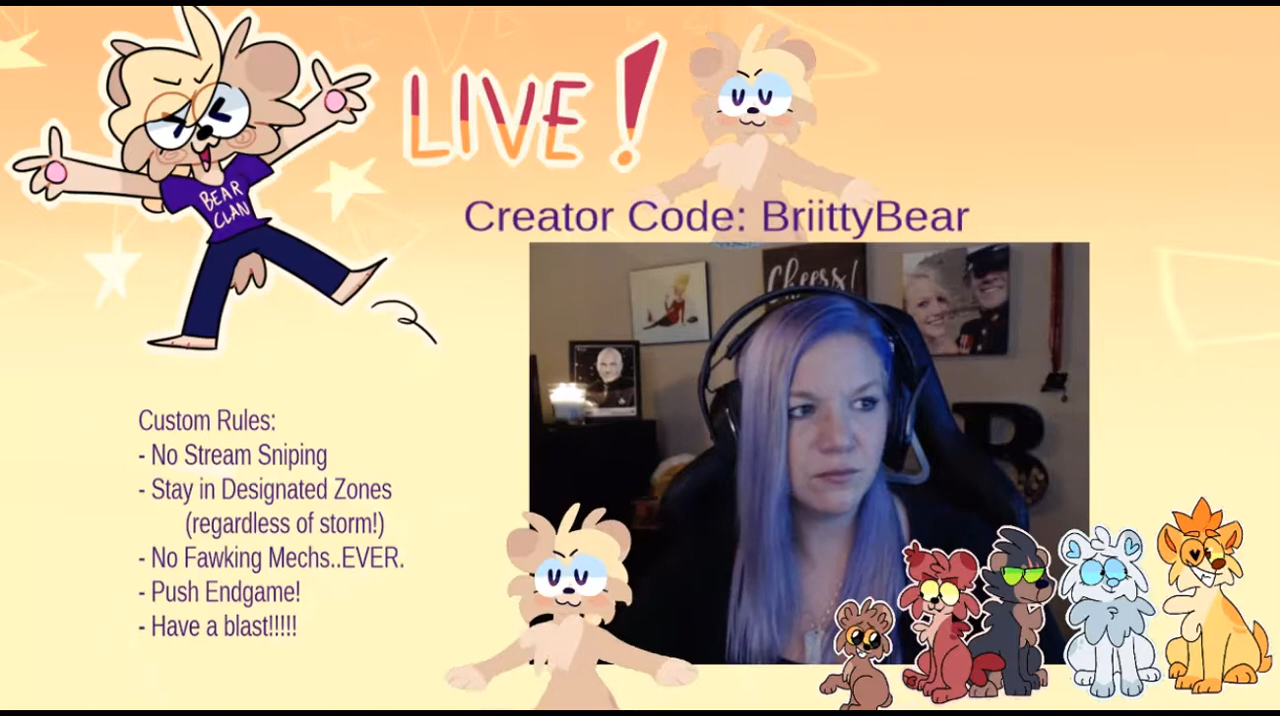 LIVE!
BEAR
CLAN
Creator Code: BriittyBear
Cheers!
B
Custom Rules:
- No Stream Sniping
- Stay in Designated Zones
(regardless of storm!)
- No Fawking Mechs..EVER.
- Push Endgame!
- Have a blast!!!!!